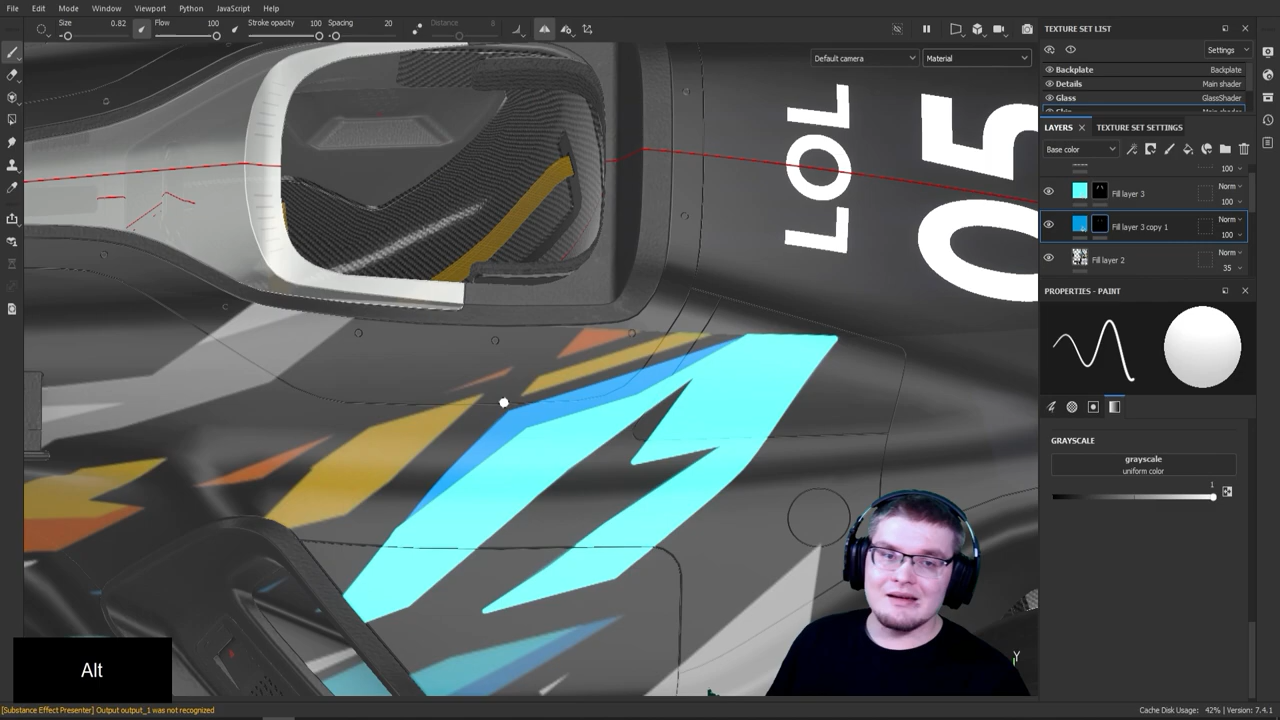 File Edit Mode Window Viewport Python JavaScript Help
Size 0.82 Flow 100 Stroke opacity 100 Spacing 20 Distance 8
Default camera
Material
LOL
05
TEXTURE SET LIST
Settings
Backplate Backplate
Details Main shader
Glass GlassShader
LAYERS TEXTURE SET SETTINGS
Base color
100
Fill layer 3 Norm
100
Fill layer 3 copy 1 Norm
100
Fill layer 2 Norm
35
PROPERTIES - PAINT
GRAYSCALE
grayscale
uniform color
1
Alt
Y
[Substance Effect Presenter] Output output_1 was not recognized
Cache Disk Usage: 42% | Version: 7.4.1